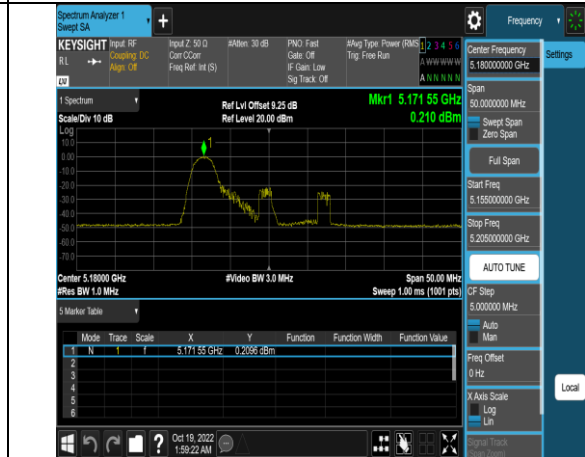 Spectrum Analyzer 1
Swept SA
Frequency
KEYSIGHT
RL
Input: RF
Coupling: DC
Align: Off
Input Z: 50 Ω
Corr CCorr
Freq Ref: Int (S)
#Atten: 30 dB
PNO: Fast
Gate: Off
IF Gain: Low
Sig Track: Off
#Avg Type: Power (RMS)
Trig: Free Run
1 2 3 4 5 6
A W W W W W
A N N N N N
LXI
1 Spectrum
Scale/Div 10 dB
Ref Lvl Offset 9.25 dB
Ref Level 20.00 dBm
Mkr1 5.171 55 GHz
0.210 dBm
Log
10.0
0.00
-10.0
-20.0
-30.0
-40.0
-50.0
-60.0
-70.0
1
Center 5.18000 GHz
#Res BW 1.0 MHz
#Video BW 3.0 MHz
Span 50.00 MHz
Sweep 1.00 ms (1001 pts)
5 Marker Table
Mode Trace Scale X Y Function Function Width Function Value
1 N 1 f 5.171 55 GHz 0.2096 dBm
2
3
4
5
6
Oct 19, 2022
1:59:22 AM
Center Frequency
5.180000000 GHz
Settings
Span
50.0000000 MHz
Swept Span
Zero Span
Full Span
Start Freq
5.155000000 GHz
Stop Freq
5.205000000 GHz
AUTO TUNE
CF Step
5.000000 MHz
Auto
Man
Freq Offset
0 Hz
X Axis Scale
Log
Lin
Local
Signal Track
(Span Zoom)